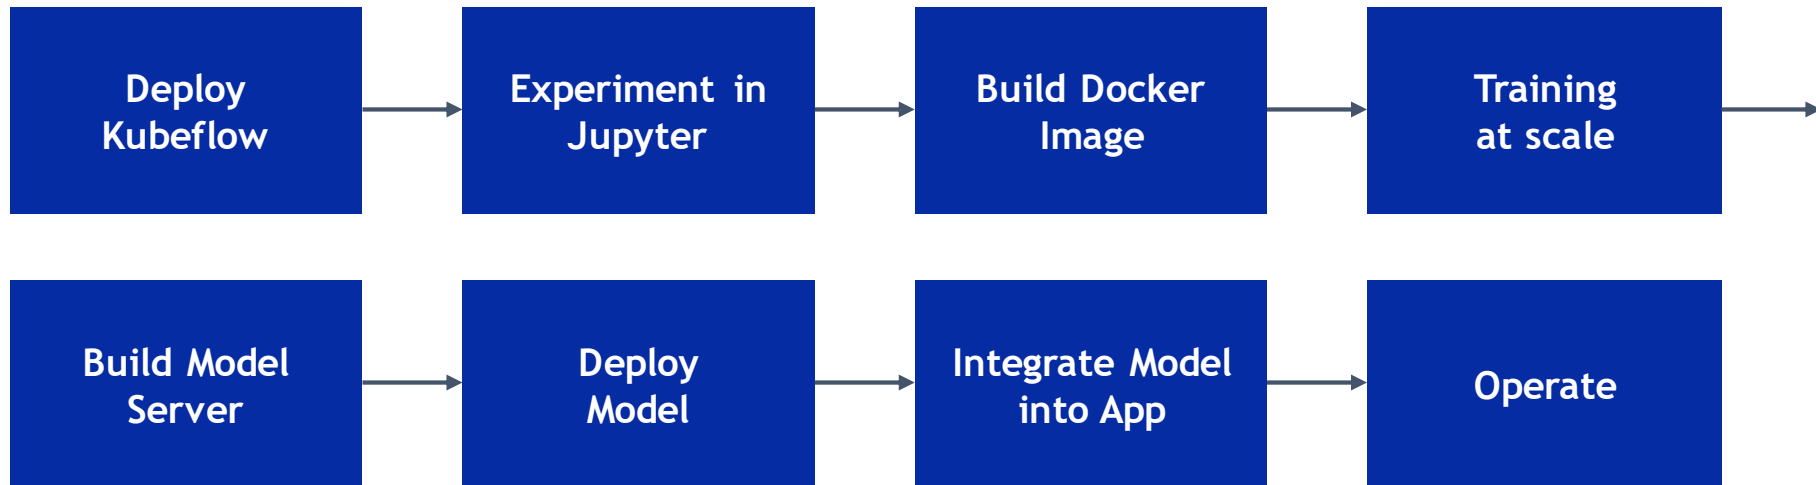 Deploy
Kubeflow
Experiment in
Jupyter
Build Docker
Image
Training
at scale
Build Model
Server
Deploy
Model
Integrate Model
into App
Operate